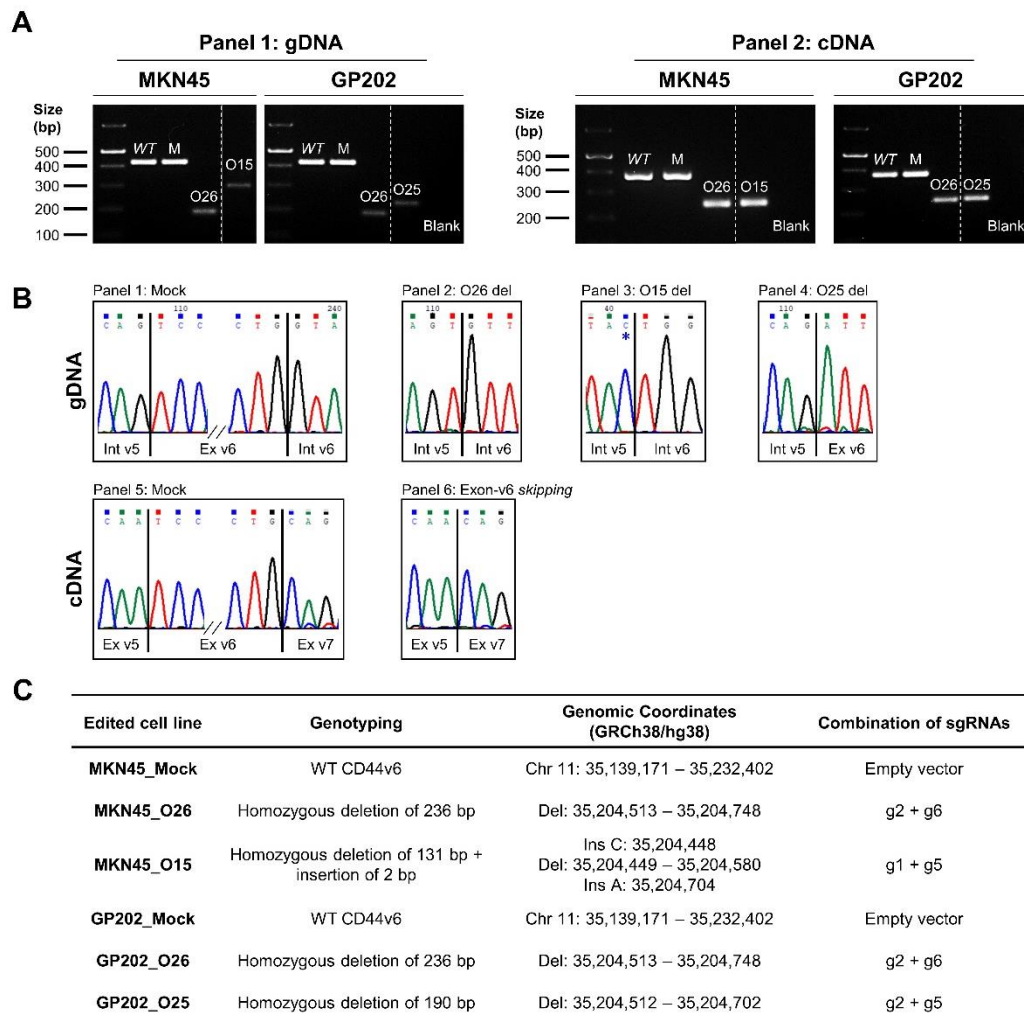 A
Panel 1: gDNA
MKN45
GP202
Size
(bp)
500
400
300
200
100
WT
M
O26
O15
WT
M
O26
O25
Blank
Panel 2: cDNA
MKN45
GP202
Size
(bp)
500
400
300
200
WT
M
O26
O15
Blank
WT
M
O26
O25
Blank
B
gDNA
Panel 1: Mock
110
240
C A G T C C C T G G T A
Int v5
Ex v6
Int v6
Panel 2: O26 del
110
A G T G T T
Int v5
Int v6
Panel 3: O15 del
60
T A C T G G
*
Int v5
Int v6
Panel 4: O25 del
110
C A G A T T
Int v5
Ex v6
cDNA
Panel 5: Mock
C A A T C C C T G C A G
Ex v5
Ex v6
Ex v7
Panel 6: Exon-v6 skipping
C A A C A G
Ex v5
Ex v7
C
Edited cell line Genotyping Genomic Coordinates (GRCh38/hg38) Combination of sgRNAs
MKN45_Mock WT CD44v6 Chr 11: 35,139,171 – 35,232,402 Empty vector
MKN45_O26 Homozygous deletion of 236 bp Del: 35,204,513 – 35,204,748 g2 + g6
MKN45_O15 Homozygous deletion of 131 bp + insertion of 2 bp Ins C: 35,204,448 Del: 35,204,449 – 35,204,580 Ins A: 35,204,704 g1 + g5
GP202_Mock WT CD44v6 Chr 11: 35,139,171 – 35,232,402 Empty vector
GP202_O26 Homozygous deletion of 236 bp Del: 35,204,513 – 35,204,748 g2 + g6
GP202_O25 Homozygous deletion of 190 bp Del: 35,204,512 – 35,204,702 g2 + g5